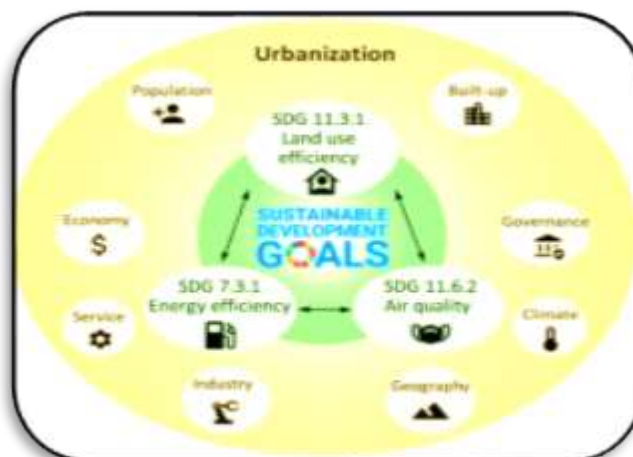 Urbanization
Population
Built-up
SDG 11.3.1
Land use
efficiency
Economy
$
SUSTAINABLE
DEVELOPMENT
GOALS
Governance
SDG 7.3.1
Energy efficiency
SDG 11.6.2
Air quality
Service
Climate
Industry
Geography